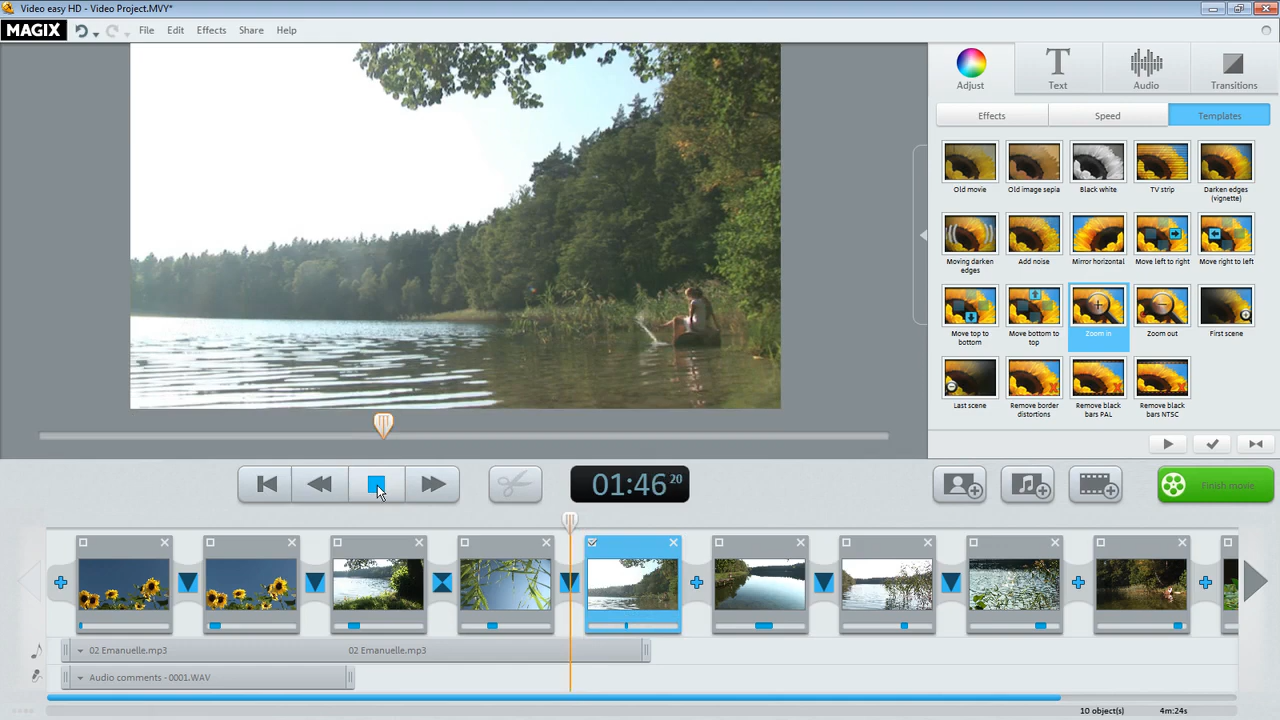 Video easy HD - Video Project.MVY*
MAGIX
File Edit Effects Share Help
Adjust
Text
Audio
Transitions
Effects
Speed
Templates
Old movie
Old image sepia
Black white
TV strip
Darken edges
(vignette)
Moving darken
edges
Add noise
Mirror horizontal
Move left to right
Move right to left
Move top to
bottom
Move bottom to
top
Zoom in
Zoom out
First scene
Last scene
Remove border
distortions
Remove black
bars PAL
Remove black
bars NTSC
01:46 20
Finish movie
02 Emanuelle.mp3
02 Emanuelle.mp3
Audio comments - 0001.WAV
10 object(s)
4m:24s